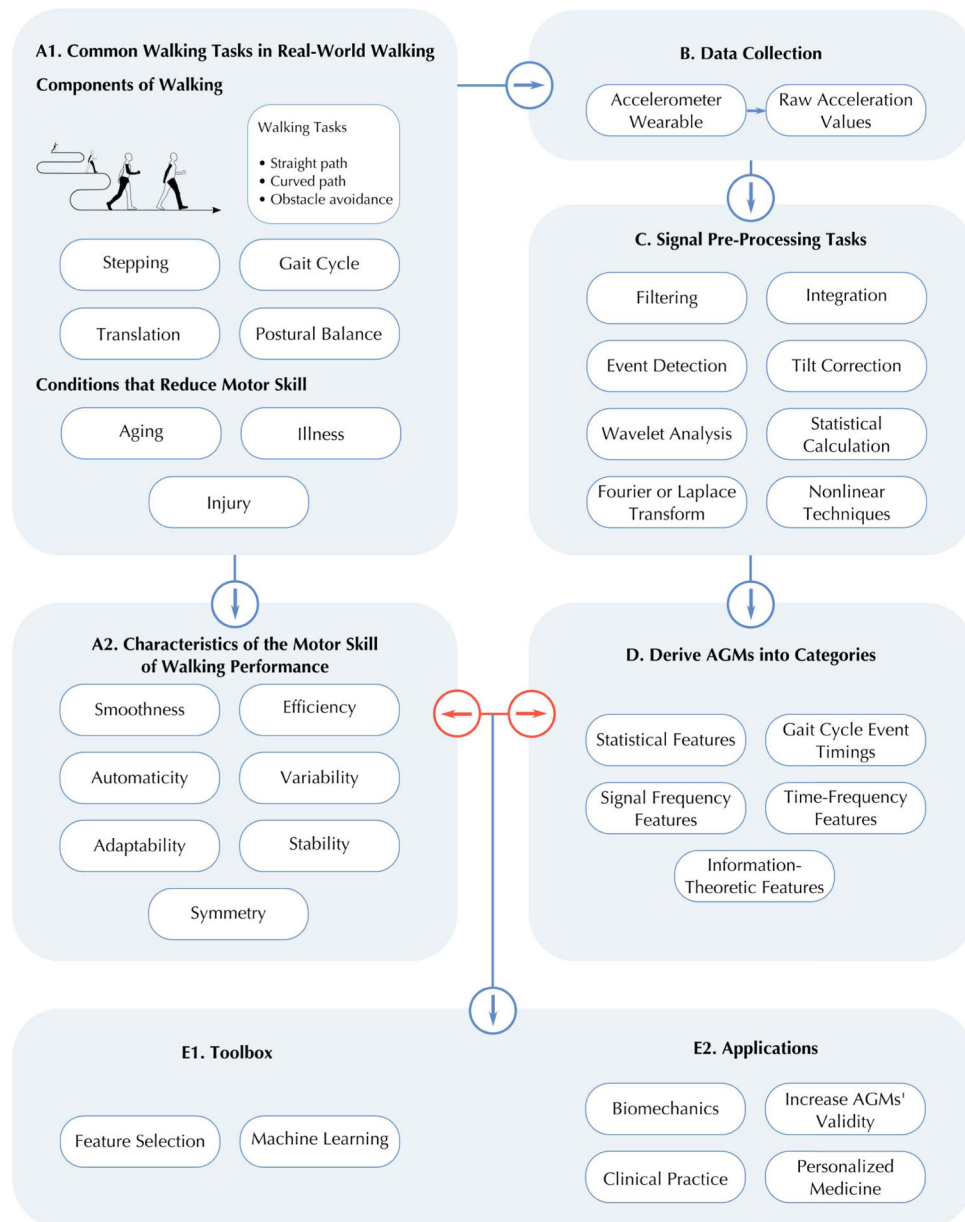 A1. Common Walking Tasks in Real-World Walking
Components of Walking
Walking Tasks
• Straight path
• Curved path
• Obstacle avoidance
Stepping
Gait Cycle
Translation
Postural Balance
Conditions that Reduce Motor Skill
Aging
Illness
Injury
B. Data Collection
Accelerometer
Wearable
Raw Acceleration
Values
C. Signal Pre-Processing Tasks
Filtering
Integration
Event Detection
Tilt Correction
Wavelet Analysis
Statistical
Calculation
Fourier or Laplace
Transform
Nonlinear
Techniques
A2. Characteristics of the Motor Skill
of Walking Performance
Smoothness
Efficiency
Automaticity
Variability
Adaptability
Stability
Symmetry
D. Derive AGMs into Categories
Statistical Features
Gait Cycle Event
Timings
Signal Frequency
Features
Time-Frequency
Features
Information-
Theoretic Features
E1. Toolbox
Feature Selection
Machine Learning
E2. Applications
Biomechanics
Increase AGMs'
Validity
Clinical Practice
Personalized
Medicine